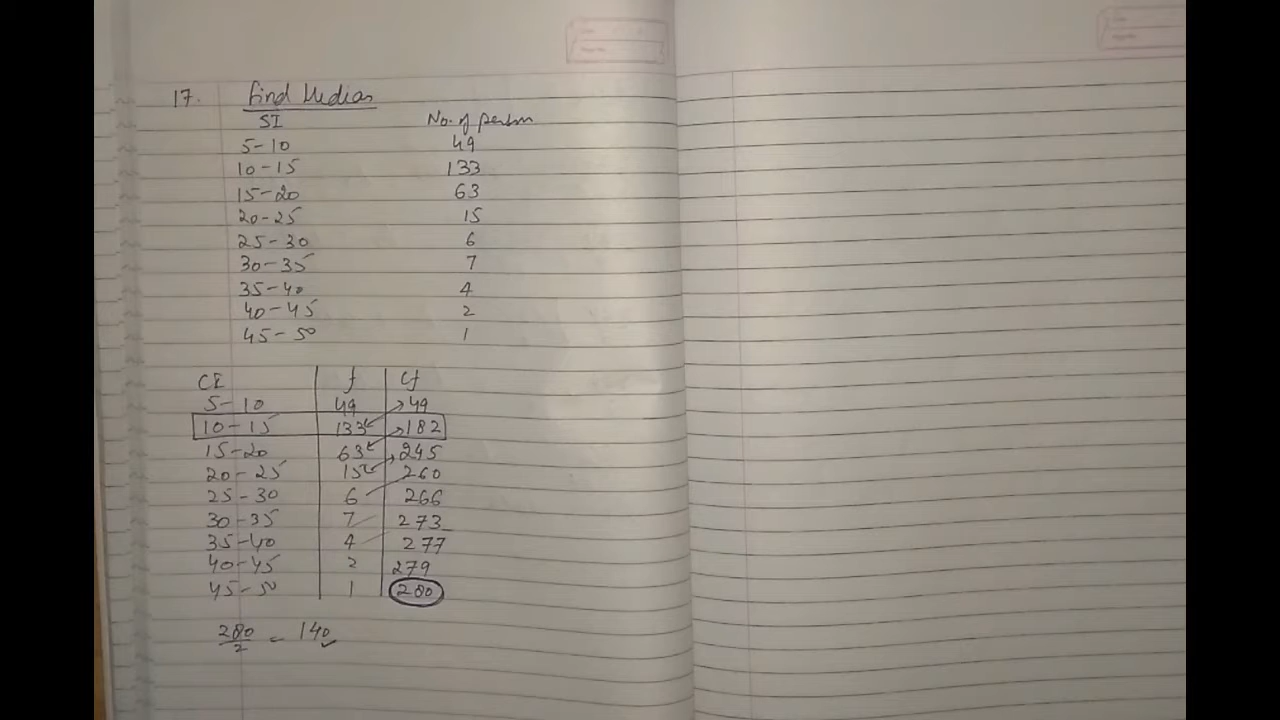 17. Find Median
SI No. of person
5-10 49
10-15 133
15-20 63
20-25 15
25-30 6
30-35 7
35-40 4
40-45 2
45-50 1
CI f Cf
5-10 49 49
10-15 133 182
15-20 63 245
20-25 15 260
25-30 6 266
30-35 7 273
35-40 4 277
40-45 2 279
45-50 1 280
280/2 = 140